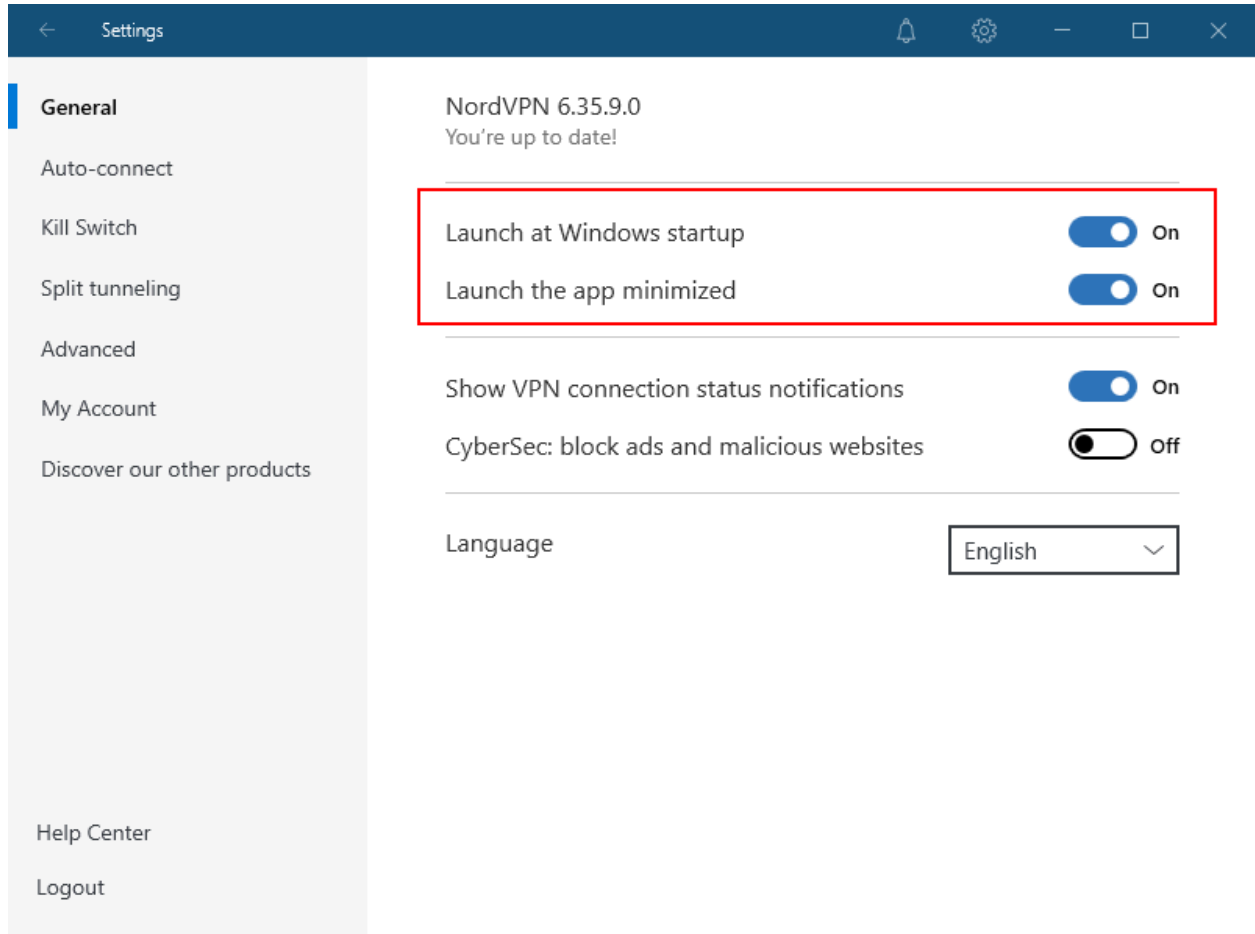 Settings
General
Auto-connect
Kill Switch
Split tunneling
Advanced
My Account
Discover our other products
Help Center
Logout
NordVPN 6.35.9.0
You're up to date!
Launch at Windows startup On
Launch the app minimized On
Show VPN connection status notifications On
CyberSec: block ads and malicious websites Off
Language English